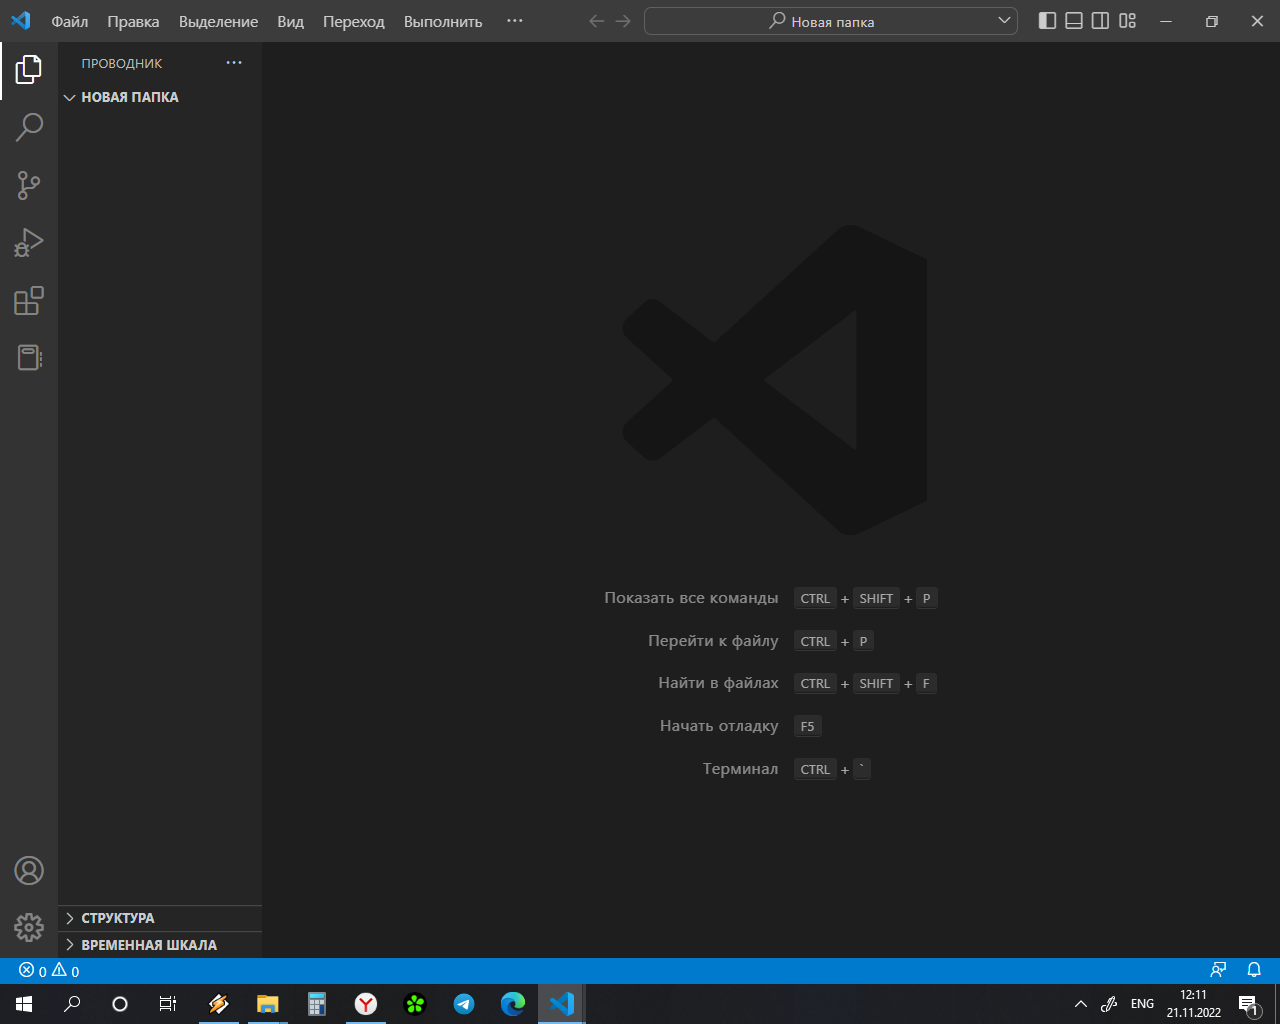 Файл Правка Выделение Вид Переход Выполнить ··· Новая папка
ПРОВОДНИК ···
НОВАЯ ПАПКА
Показать все команды CTRL + SHIFT + P
Перейти к файлу CTRL + P
Найти в файлах CTRL + SHIFT + F
Начать отладку F5
Терминал CTRL + `
СТРУКТУРА
ВРЕМЕННАЯ ШКАЛА
0 0
ENG 12:11
21.11.2022 1